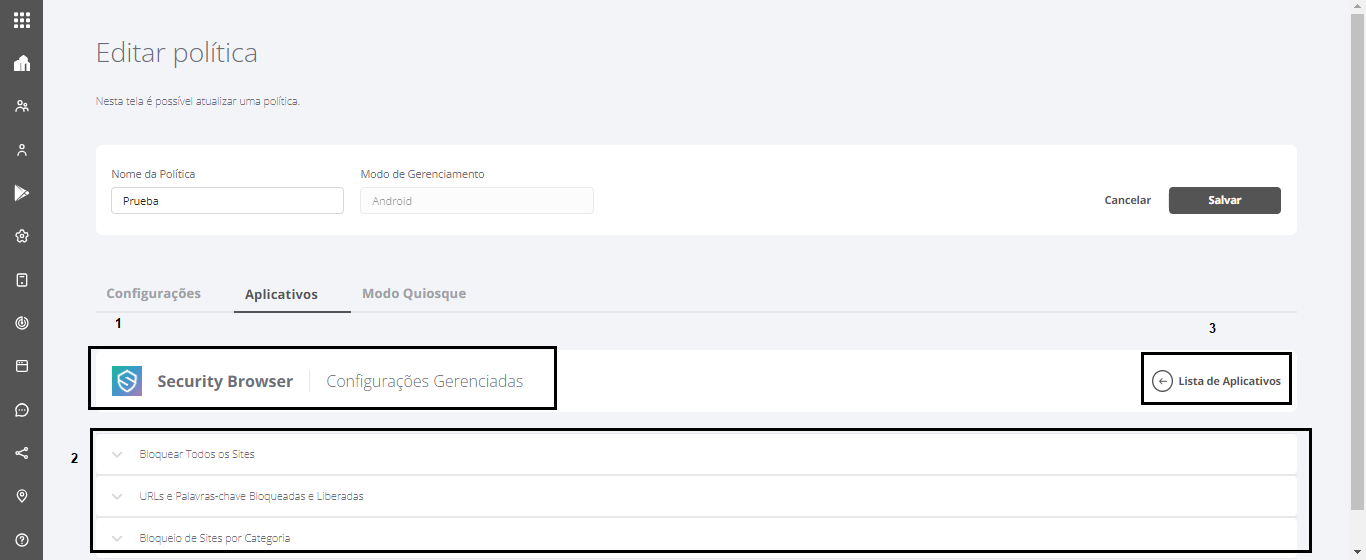 Editar política
Nesta tela é possível atualizar uma política.
Nome da Política
Modo de Gerenciamento
Prueba
Android
Cancelar
Salvar
Configurações
Aplicativos
Modo Quiosque
1
3
Security Browser
Configurações Gerenciadas
Lista de Aplicativos
2
Bloquear Todos os Sites
URLs e Palavras-chave Bloqueadas e Liberadas
Bloqueio de Sites por Categoria